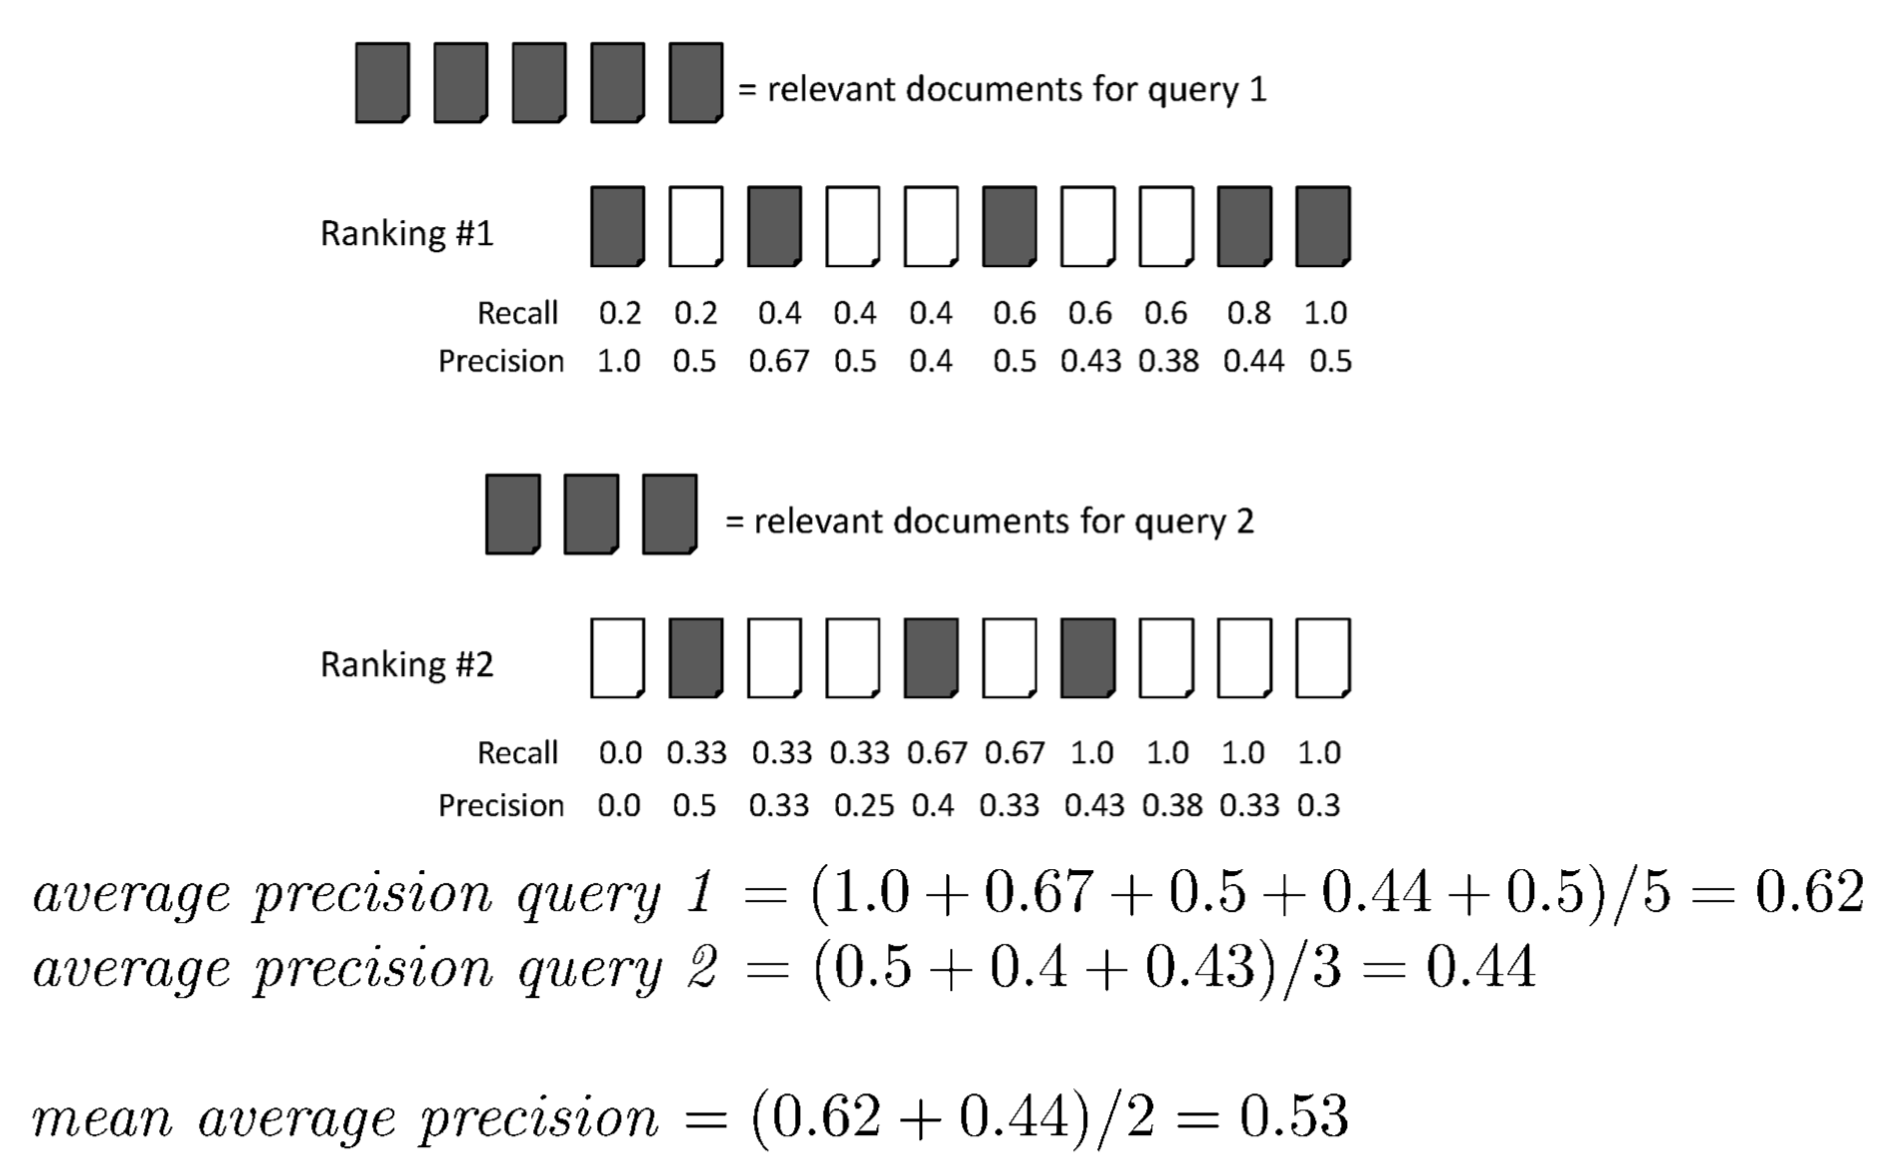 = relevant documents for query 1
Ranking #1
Recall 0.2 0.2 0.4 0.4 0.4 0.6 0.6 0.6 0.8 1.0
Precision 1.0 0.5 0.67 0.5 0.4 0.5 0.43 0.38 0.44 0.5
= relevant documents for query 2
Ranking #2
Recall 0.0 0.33 0.33 0.33 0.67 0.67 1.0 1.0 1.0 1.0
Precision 0.0 0.5 0.33 0.25 0.4 0.33 0.43 0.38 0.33 0.3
average precision query 1 = (1.0 + 0.67 + 0.5 + 0.44 + 0.5)/5 = 0.62
average precision query 2 = (0.5 + 0.4 + 0.43)/3 = 0.44
mean average precision = (0.62 + 0.44)/2 = 0.53